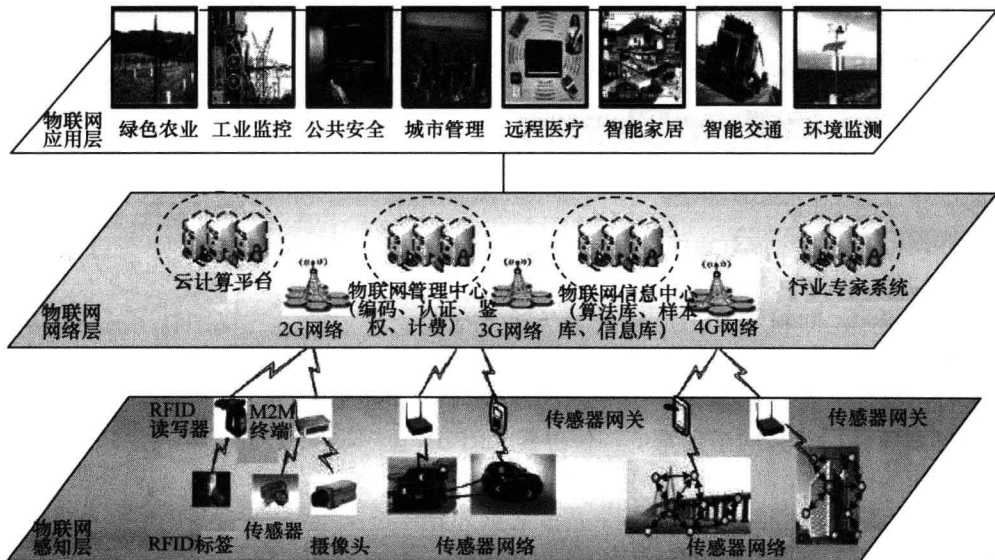 绿色农业 工业监控 公共安全 城市管理 远程医疗 智能家居 智能交通 环境监测
物联网
应用层
云计算平台
2G网络
物联网管理中心
（编码、认证、鉴
权、计费）
3G网络
物联网信息中心
（算法库、样本
库、信息库）
4G网络
行业专家系统
物联网
网络层
RFID
读写器
M2M
终端
传感器网关
传感器网关
RFID标签
传感器
摄像头
传感器网络
传感器网络
物联网
感知层